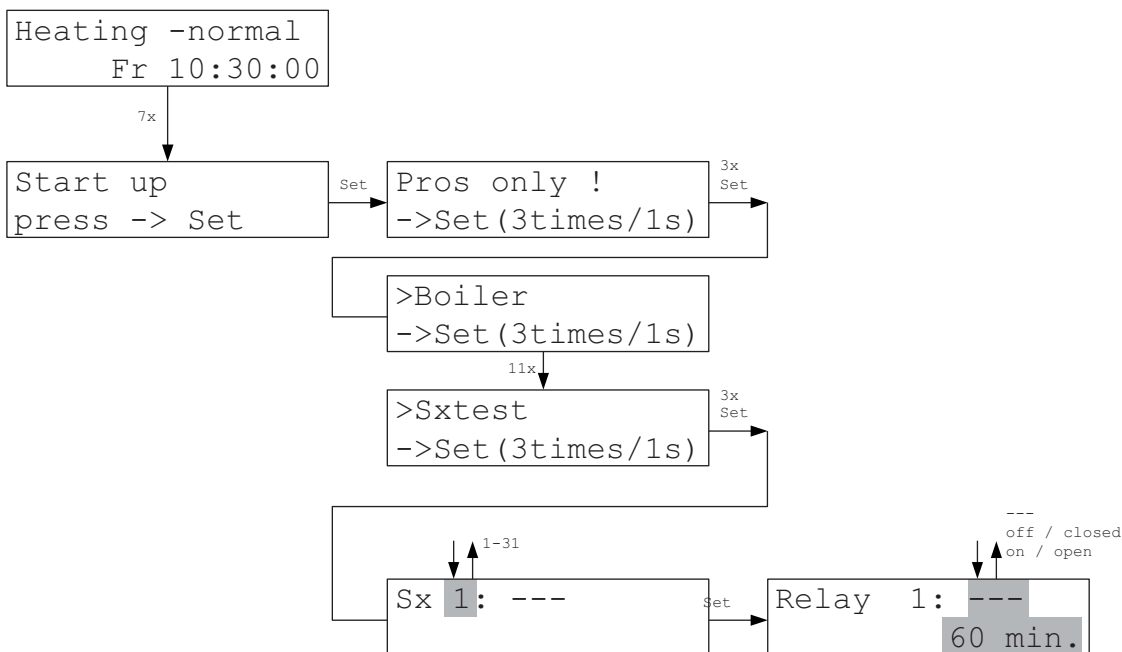 Heating -normal
Fr 10:30:00
7x
Start up
press -> Set
Set
Pros only !
->Set(3times/1s)
3x
Set
>Boiler
->Set(3times/1s)
11x
>Sxtest
->Set(3times/1s)
3x
Set
1-31
Sx 1: ---
Set
---
off / closed
on / open
Relay 1: ---
60 min.